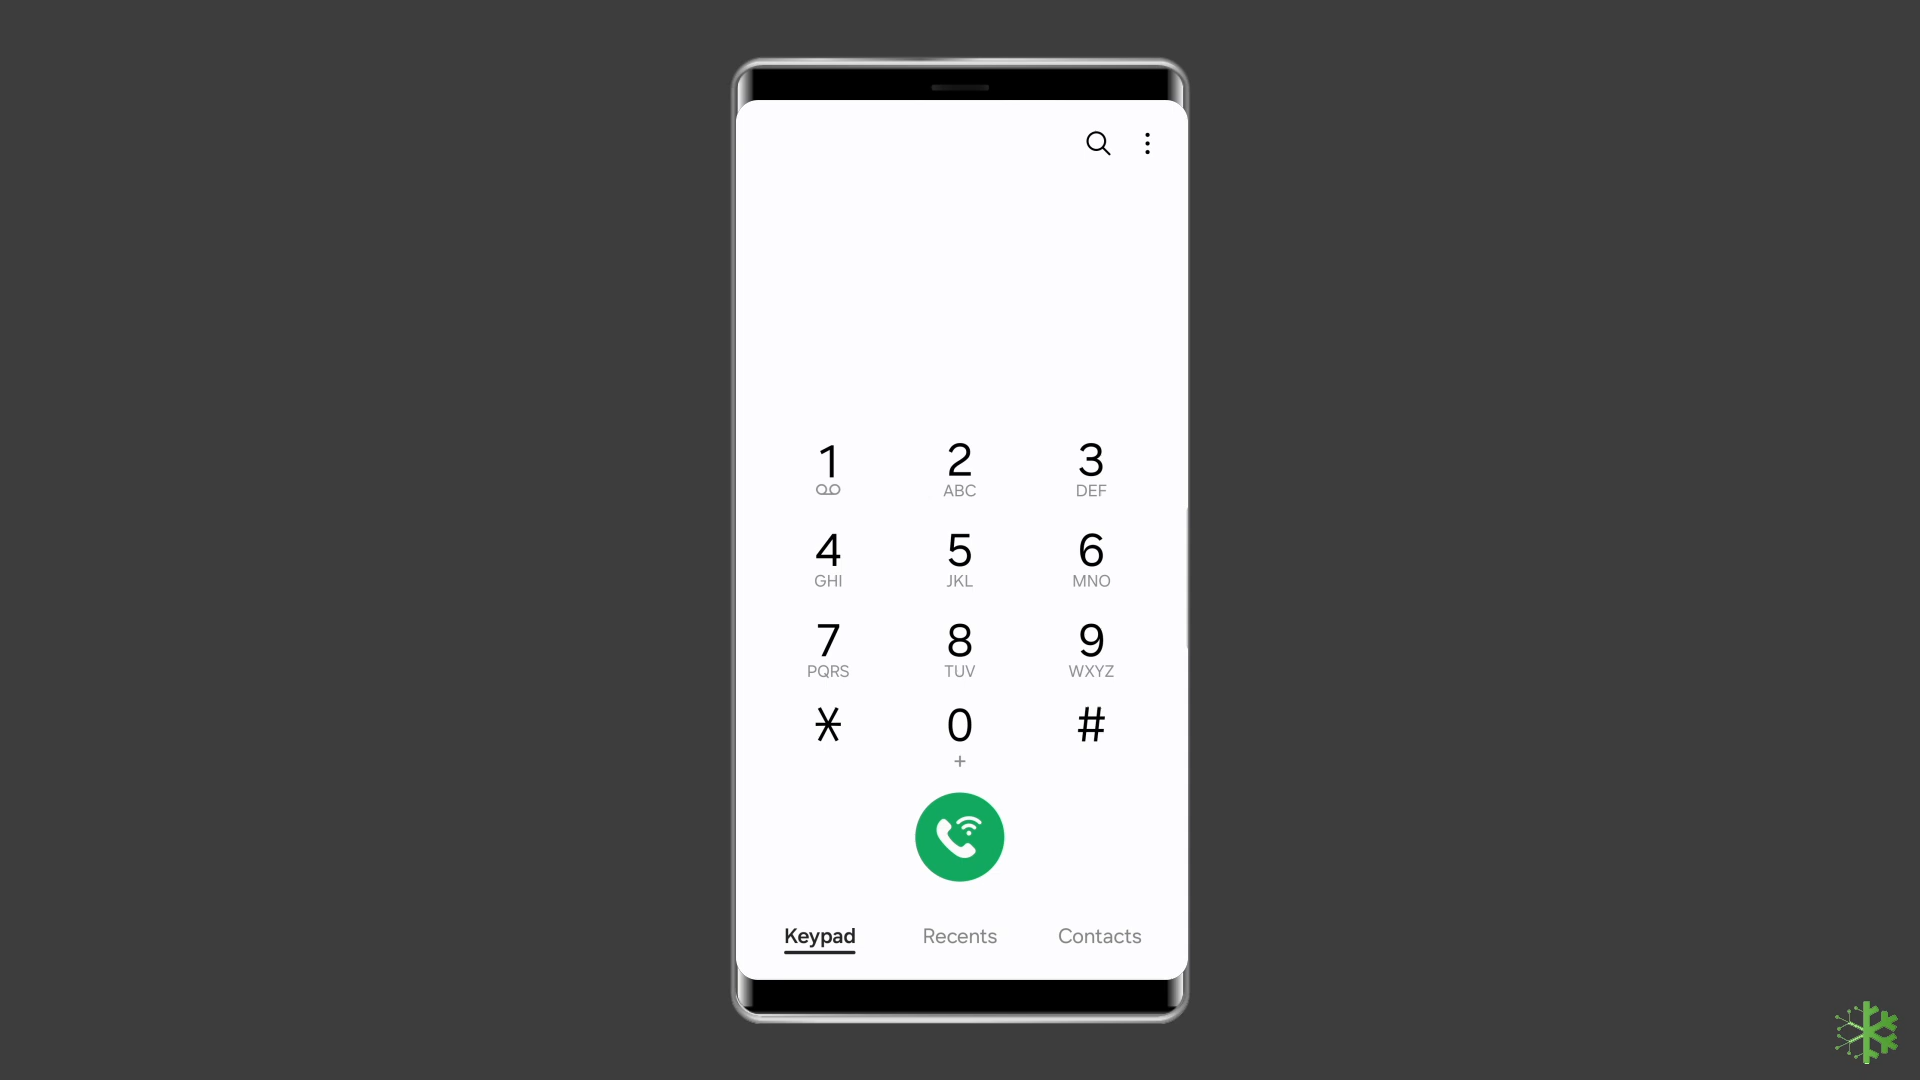 1 2 3
ABC DEF
4 5 6
GHI JKL MNO
7 8 9
PQRS TUV WXYZ
* 0 #
+
Keypad Recents Contacts